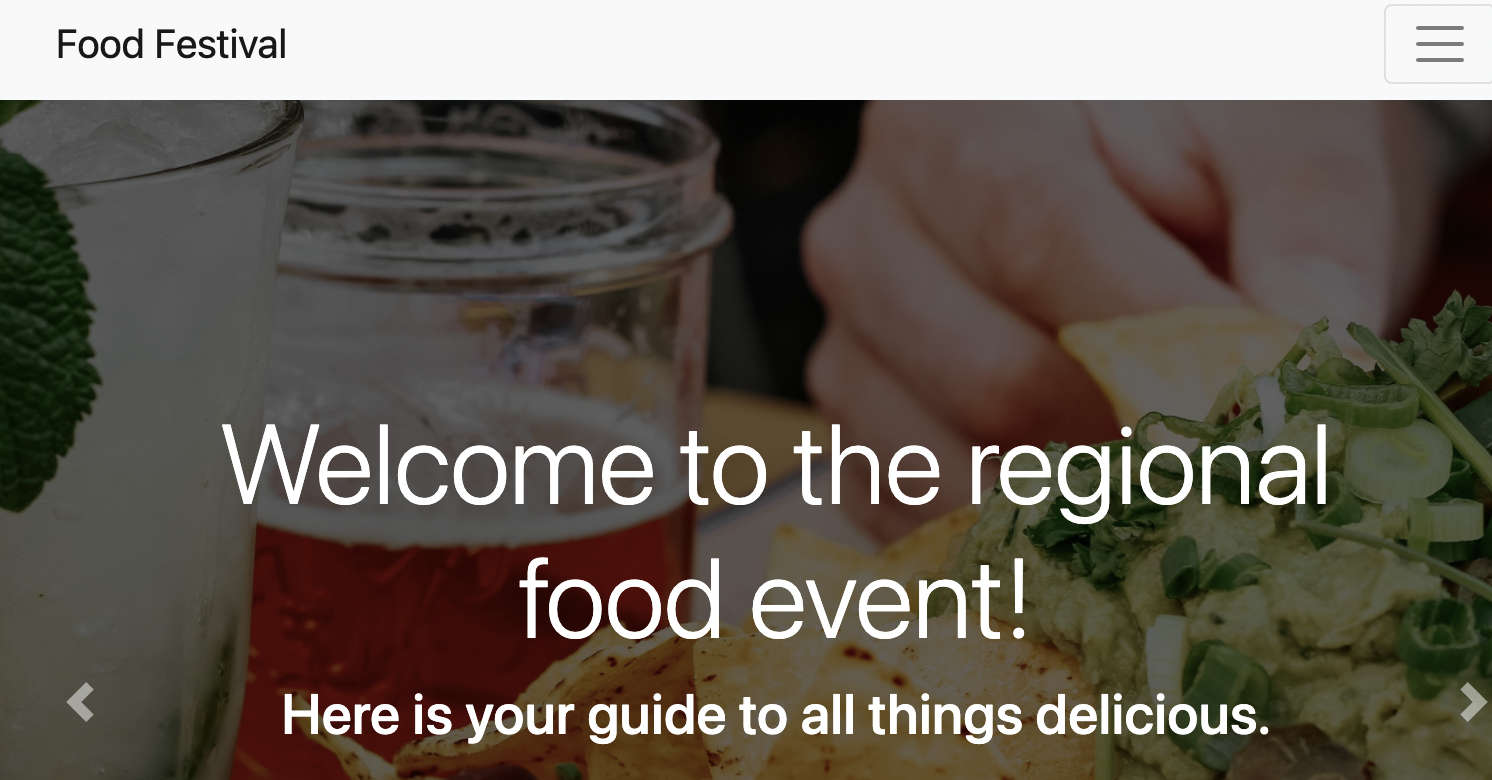 Food Festival
Welcome to the regional
food event!
Here is your guide to all things delicious.